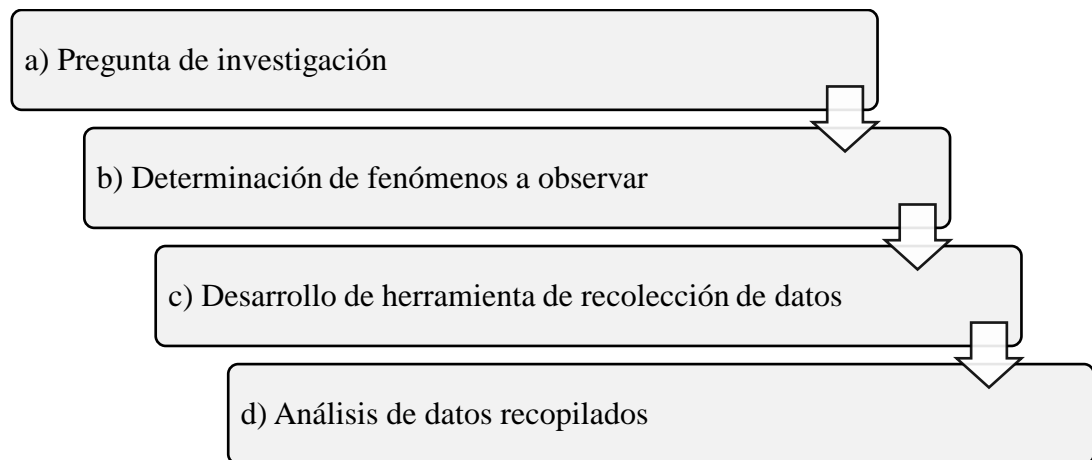 a) Pregunta de investigación
b) Determinación de fenómenos a observar
c) Desarrollo de herramienta de recolección de datos
d) Análisis de datos recopilados